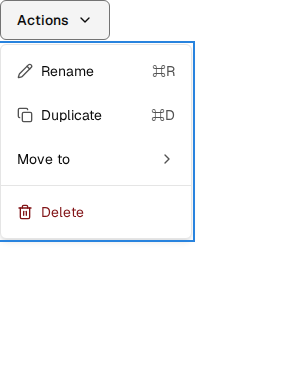 Actions
Rename ⌘R
Duplicate ⌘D
Move to
Delete